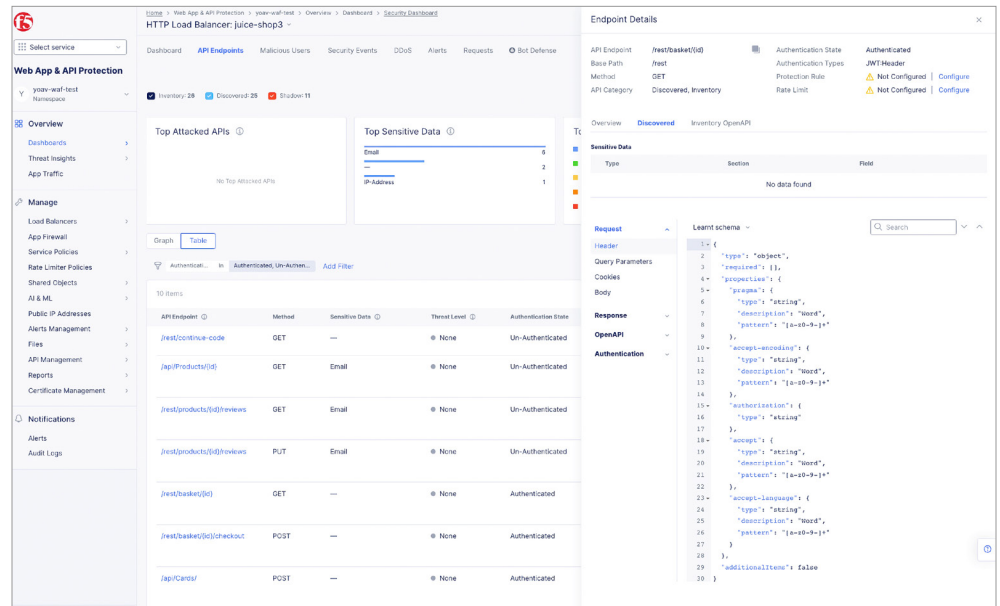 f5
Select service
Web App & API Protection
Y
yoav-waf-test
Namespace
Overview
Dashboards
Threat Insights
App Traffic
Manage
Load Balancers
App Firewall
Service Policies
Rate Limiter Policies
Shared Objects
AI & ML
Public IP Addresses
Alerts Management
Files
API Management
Reports
Certificate Management
Notifications
Alerts
Audit Logs
Home > Web App & API Protection > yoav-waf-test > Overview > Dashboard > Security Dashboard
HTTP Load Balancer: juice-shop3
Dashboard API Endpoints Malicious Users Security Events DDoS Alerts Requests Bot Defense
Inventory: 26 Discovered: 25 Shadow: 11
Top Attacked APIs
No Top Attacked APIs
Top Sensitive Data
Email 6
— 2
IP-Address 1
Graph Table
Authenticati... in Authenticated, Un-Authen... Add Filter
10 items
API Endpoint Method Sensitive Data Threat Level Authentication State
/rest/continue-code GET — None Un-Authenticated
/api/Products/{id} GET Email None Un-Authenticated
/rest/products/{id}/reviews GET Email None Un-Authenticated
/rest/products/{id}/reviews PUT Email None Un-Authenticated
/rest/basket/{id} GET — None Authenticated
/rest/basket/{id}/checkout POST — None Authenticated
/api/Cards/ POST — None Authenticated
Endpoint Details
API Endpoint /rest/basket/{id} Authentication State Authenticated
Base Path /rest Authentication Types JWT:Header
Method GET Protection Rule Not Configured | Configure
API Category Discovered, Inventory Rate Limit Not Configured | Configure
Overview Discovered Inventory OpenAPI
Sensitive Data
Type Section Field
No data found
Request
Header
Query Parameters
Cookies
Body
Response
OpenAPI
Authentication
Learnt schema Search
1 {
2 "type": "object",
3 "required": [],
4 "properties": {
5 "pragma": {
6 "type": "string",
7 "description": "Word",
8 "pattern": "[a-z0-9-]+"
9 },
10 "accept-encoding": {
11 "type": "string",
12 "description": "Word",
13 "pattern": "[a-z0-9-]+"
14 },
15 "authorization": {
16 "type": "string"
17 },
18 "accept": {
19 "type": "string",
20 "description": "Word",
21 "pattern": "[a-z0-9-]+"
22 },
23 "accept-language": {
24 "type": "string",
25 "description": "Word",
26 "pattern": "[a-z0-9-]+"
27 }
28 },
29 "additionalItems": false
30 }